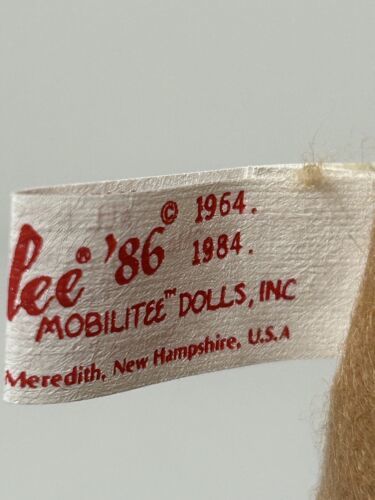 © 1964.
lee® '86 1984.
MOBILITEE™ DOLLS, INC
Meredith, New Hampshire, U.S.A